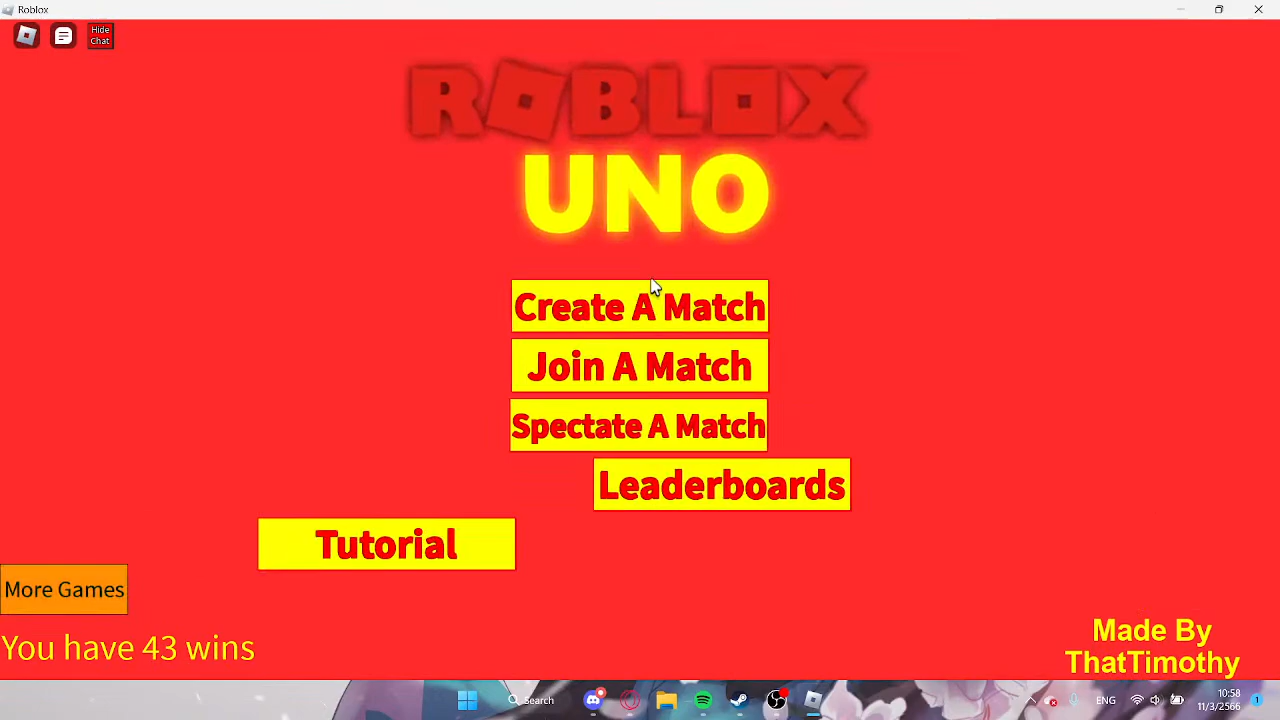 Roblox
Hide
Chat
ROBLOX
UNO
Create A Match
Join A Match
Spectate A Match
Leaderboards
Tutorial
More Games
You have 43 wins
Made By
ThatTimothy
Search
ENG
10:58
11/3/2566
1